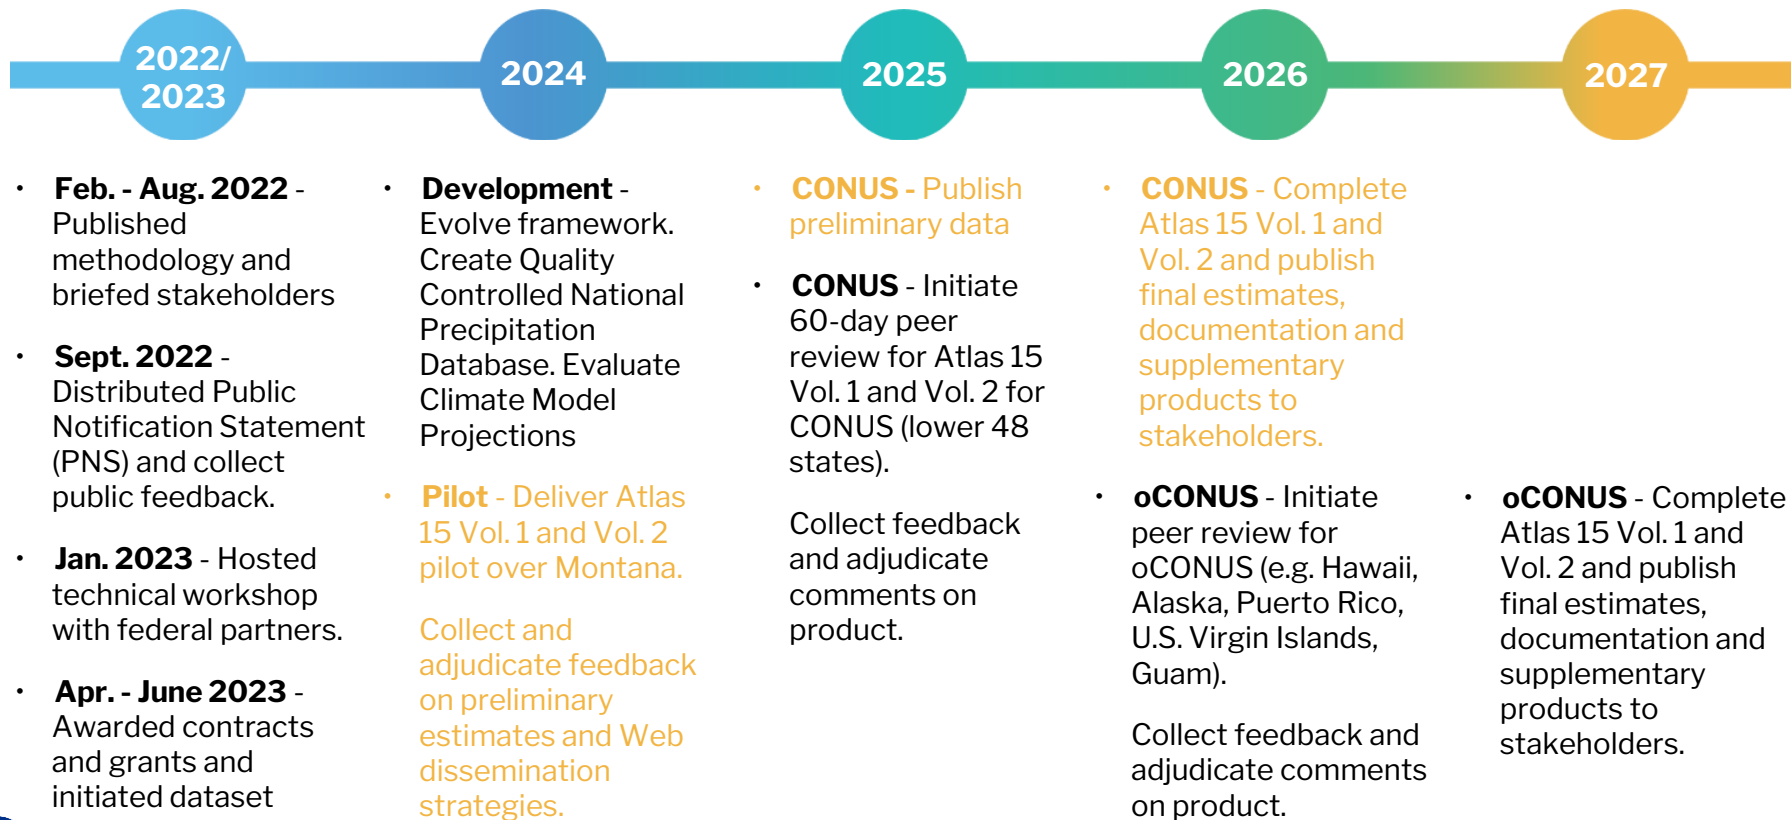 2022/
2023
2024
2025
2026
2027
• Feb. - Aug. 2022 -
Published
methodology and
briefed stakeholders
• Sept. 2022 -
Distributed Public
Notification Statement
(PNS) and collect
public feedback.
• Jan. 2023 - Hosted
technical workshop
with federal partners.
• Apr. - June 2023 -
Awarded contracts
and grants and
initiated dataset
• Development -
Evolve framework.
Create Quality
Controlled National
Precipitation
Database. Evaluate
Climate Model
Projections
• Pilot - Deliver Atlas
15 Vol. 1 and Vol. 2
pilot over Montana.
Collect and
adjudicate feedback
on preliminary
estimates and Web
dissemination
strategies.
• CONUS - Publish
preliminary data
• CONUS - Initiate
60-day peer
review for Atlas 15
Vol. 1 and Vol. 2 for
CONUS (lower 48
states).
Collect feedback
and adjudicate
comments on
product.
• CONUS - Complete
Atlas 15 Vol. 1 and
Vol. 2 and publish
final estimates,
documentation and
supplementary
products to
stakeholders.
• oCONUS - Initiate
peer review for
oCONUS (e.g. Hawaii,
Alaska, Puerto Rico,
U.S. Virgin Islands,
Guam).
Collect feedback and
adjudicate comments
on product.
• oCONUS - Complete
Atlas 15 Vol. 1 and
Vol. 2 and publish
final estimates,
documentation and
supplementary
products to
stakeholders.